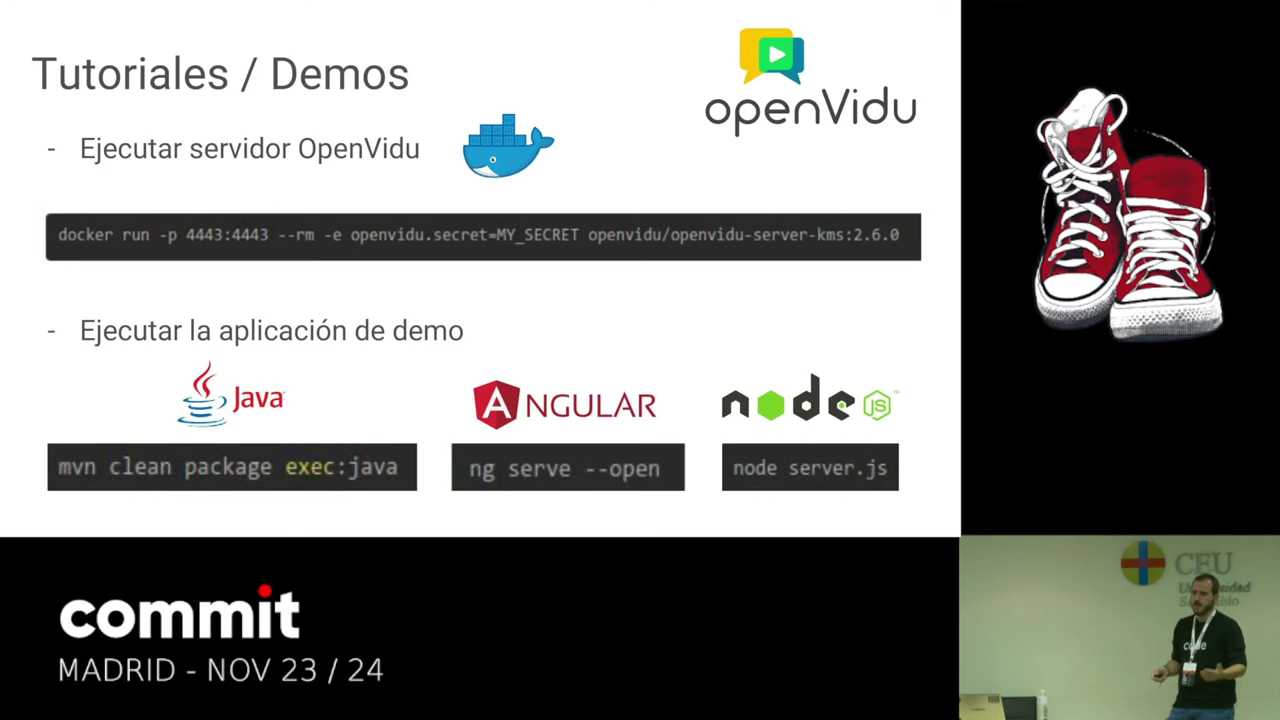 Tutoriales / Demos
openVidu
- Ejecutar servidor OpenVidu
docker run -p 4443:4443 --rm -e openvidu.secret=MY_SECRET openvidu/openvidu-server-kms:2.6.0
- Ejecutar la aplicación de demo
Java
ANGULAR
node
JS
mvn clean package exec:java
ng serve --open
node server.js
commit
MADRID - NOV 23 / 24
CEU